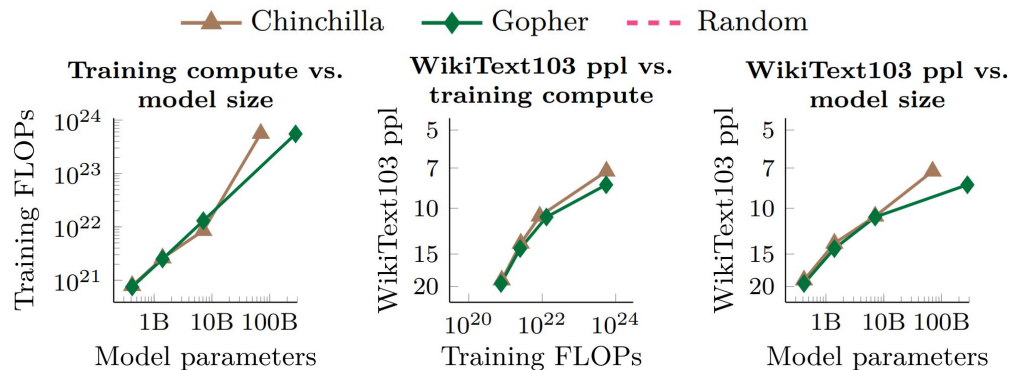 Chinchilla Gopher Random
Training compute vs.
model size
Training FLOPs
10^24
10^23
10^22
10^21
1B 10B 100B
Model parameters
WikiText103 ppl vs.
training compute
WikiText103 ppl
5
7
10
15
20
10^20 10^22 10^24
Training FLOPs
WikiText103 ppl vs.
model size
WikiText103 ppl
5
7
10
15
20
1B 10B 100B
Model parameters